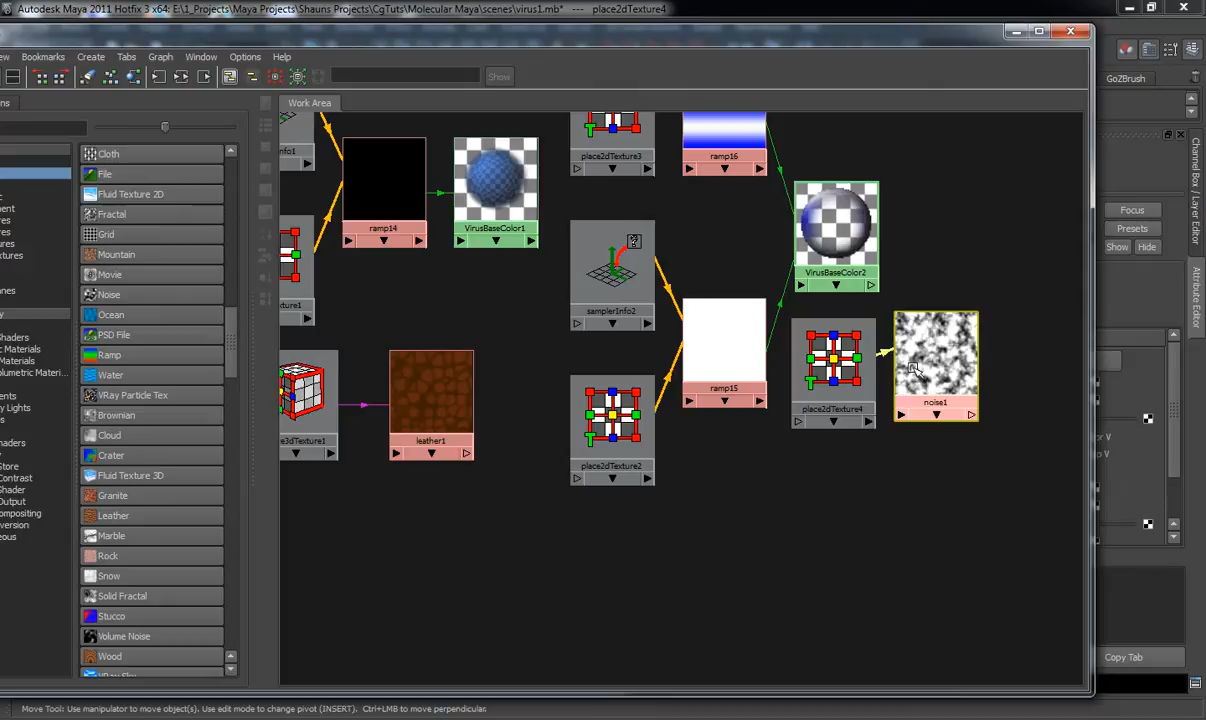 Autodesk Maya 2011 Hotfix 3 x64: E:\1_Projects\Maya Projects\Shauns Projects\CgTuts\Molecular Maya\scenes\virus1.mb* --- place2dTexture4
ew Bookmarks Create Tabs Graph Window Options Help
Show
GoZBrush
Work Area
Cloth
File
Fluid Texture 2D
Fractal
Grid
Mountain
Movie
Noise
Ocean
PSD File
Ramp
Water
VRay Particle Tex
Brownian
Cloud
Crater
Fluid Texture 3D
Granite
Leather
Marble
Rock
Snow
Solid Fractal
Stucco
Volume Noise
Wood
nfo1
ramp14
VirusBaseColor1
ure1
e3dTexture1
leather1
place2dTexture3
ramp16
samplerInfo2
VirusBaseColor2
ramp15
place2dTexture2
place2dTexture4
noise1
Focus
Presets
Show Hide
Channel Box / Layer Editor
Attribute Editor
Copy Tab
Move Tool: Use manipulator to move object(s). Use edit mode to change pivot (INSERT). Ctrl+LMB to move perpendicular.